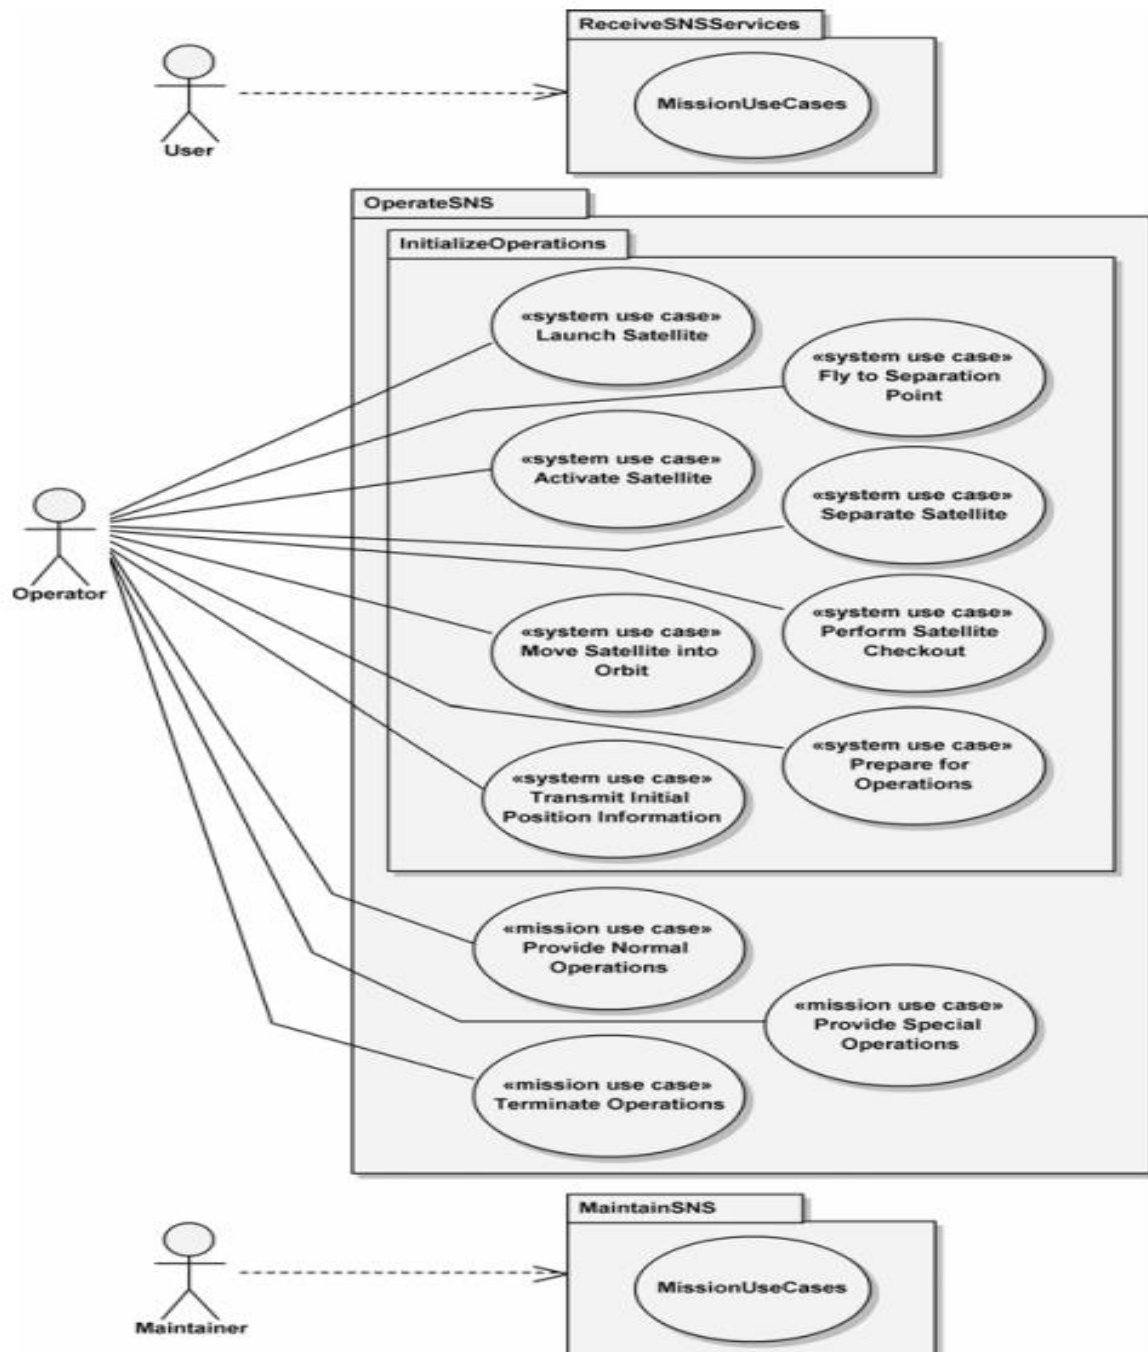 ReceiveSNSServices
MissionUseCases
User
OperateSNS
InitializeOperations
«system use case»
Launch Satellite
«system use case»
Fly to Separation
Point
«system use case»
Activate Satellite
«system use case»
Separate Satellite
Operator
«system use case»
Move Satellite into
Orbit
«system use case»
Perform Satellite
Checkout
«system use case»
Prepare for
Operations
«system use case»
Transmit Initial
Position Information
«mission use case»
Provide Normal
Operations
«mission use case»
Provide Special
Operations
«mission use case»
Terminate Operations
MaintainSNS
MissionUseCases
Maintainer